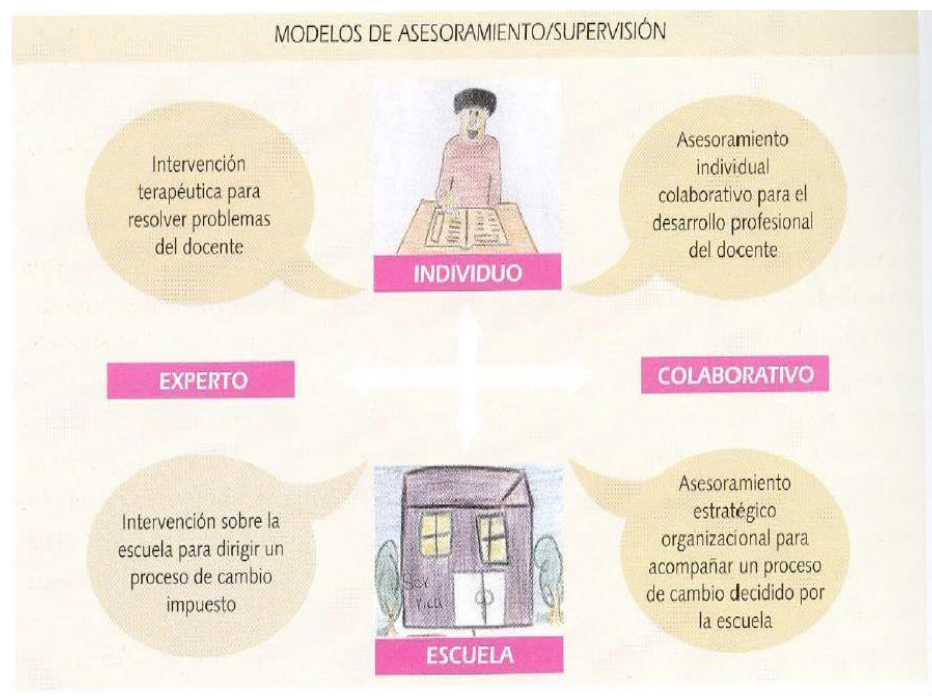 MODELOS DE ASESORAMIENTO/SUPERVISIÓN
Intervención
terapéutica para
resolver problemas
del docente
Asesoramiento
individual
colaborativo para el
desarrollo profesional
del docente
INDIVIDUO
EXPERTO
COLABORATIVO
Intervención sobre la
escuela para dirigir un
proceso de cambio
impuesto
Asesoramiento
estratégico
organizacional para
acompañar un proceso
de cambio decidido por
la escuela
ESCUELA